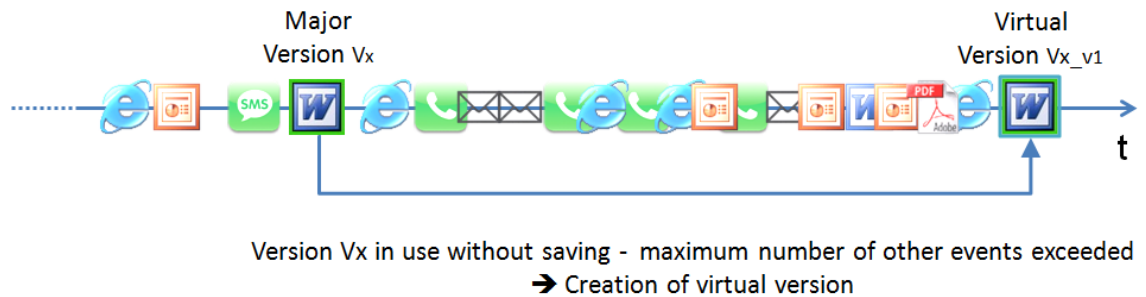 Major
Version Vx
Virtual
Version Vx_v1
SMS
PDF
Adobe
t
Version Vx in use without saving - maximum number of other events exceeded
➔ Creation of virtual version